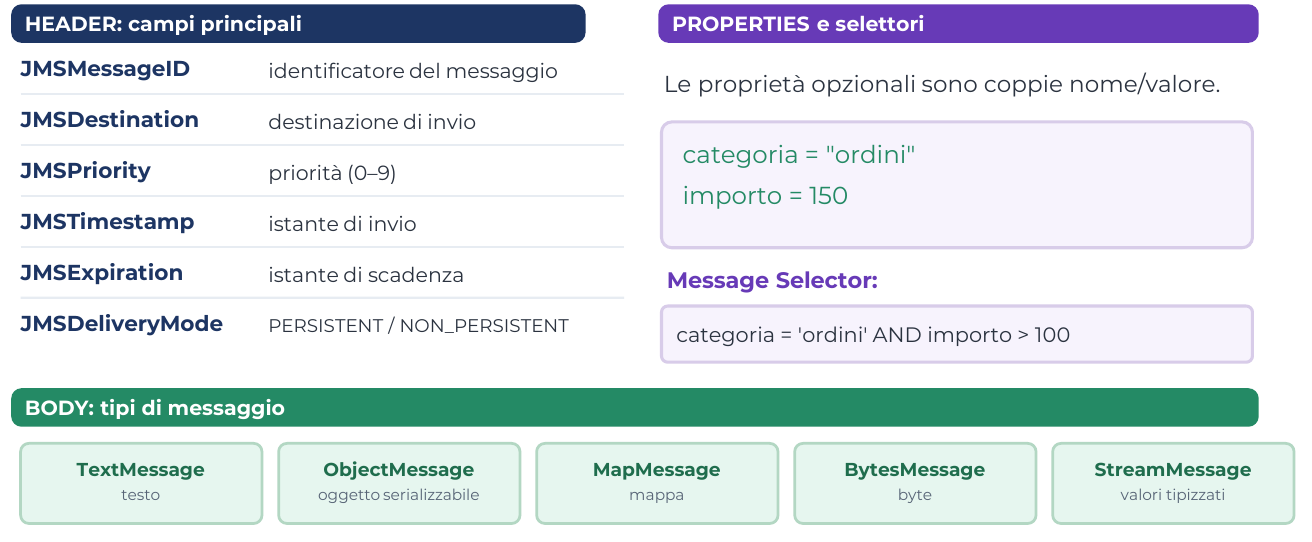 HEADER: campi principali
JMSMessageID identificatore del messaggio
JMSDestination destinazione di invio
JMSPriority priorità (0–9)
JMSTimestamp istante di invio
JMSExpiration istante di scadenza
JMSDeliveryMode PERSISTENT / NON_PERSISTENT
PROPERTIES e selettori
Le proprietà opzionali sono coppie nome/valore.
categoria = "ordini"
importo = 150
Message Selector:
categoria = 'ordini' AND importo > 100
BODY: tipi di messaggio
TextMessage
testo
ObjectMessage
oggetto serializzabile
MapMessage
mappa
BytesMessage
byte
StreamMessage
valori tipizzati